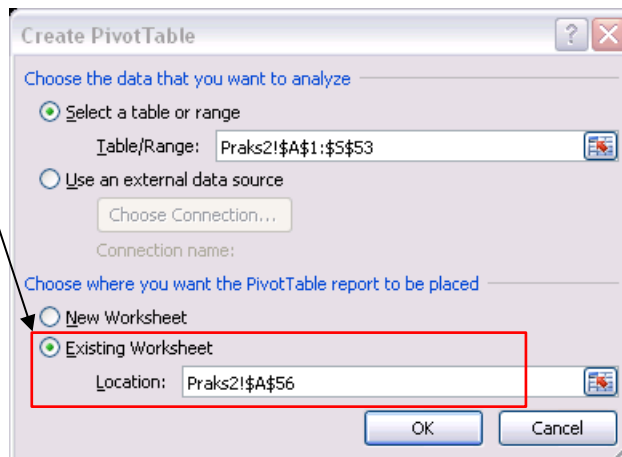 Create PivotTable
Choose the data that you want to analyze
Select a table or range
Table/Range: Praks2!$A$1:$S$53
Use an external data source
Choose Connection...
Connection name:
Choose where you want the PivotTable report to be placed
New Worksheet
Existing Worksheet
Location: Praks2!$A$56
OK Cancel